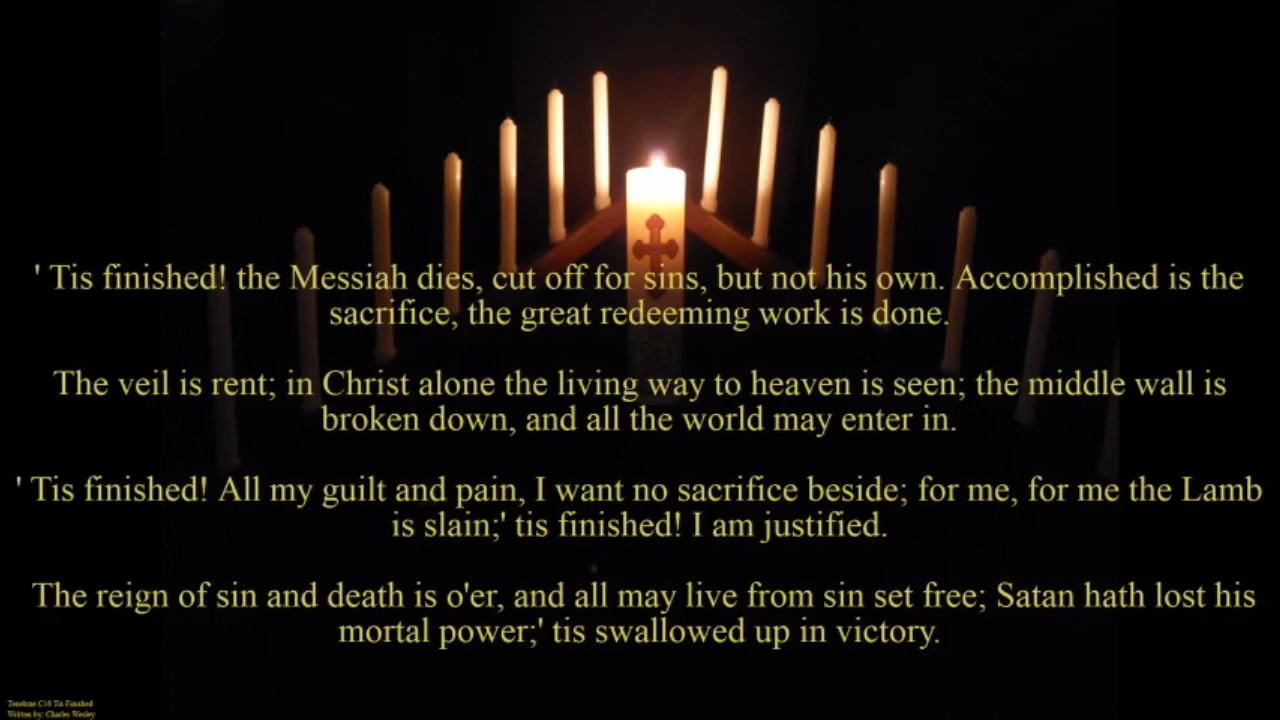 ' Tis finished! the Messiah dies, cut off for sins, but not his own. Accomplished is the
sacrifice, the great redeeming work is done.
The veil is rent; in Christ alone the living way to heaven is seen; the middle wall is
broken down, and all the world may enter in.
' Tis finished! All my guilt and pain, I want no sacrifice beside; for me, for me the Lamb
is slain;' tis finished! I am justified.
The reign of sin and death is o'er, and all may live from sin set free; Satan hath lost his
mortal power;' tis swallowed up in victory.
Tenebrae C16 Tis Finished
Written by: Charles Wesley